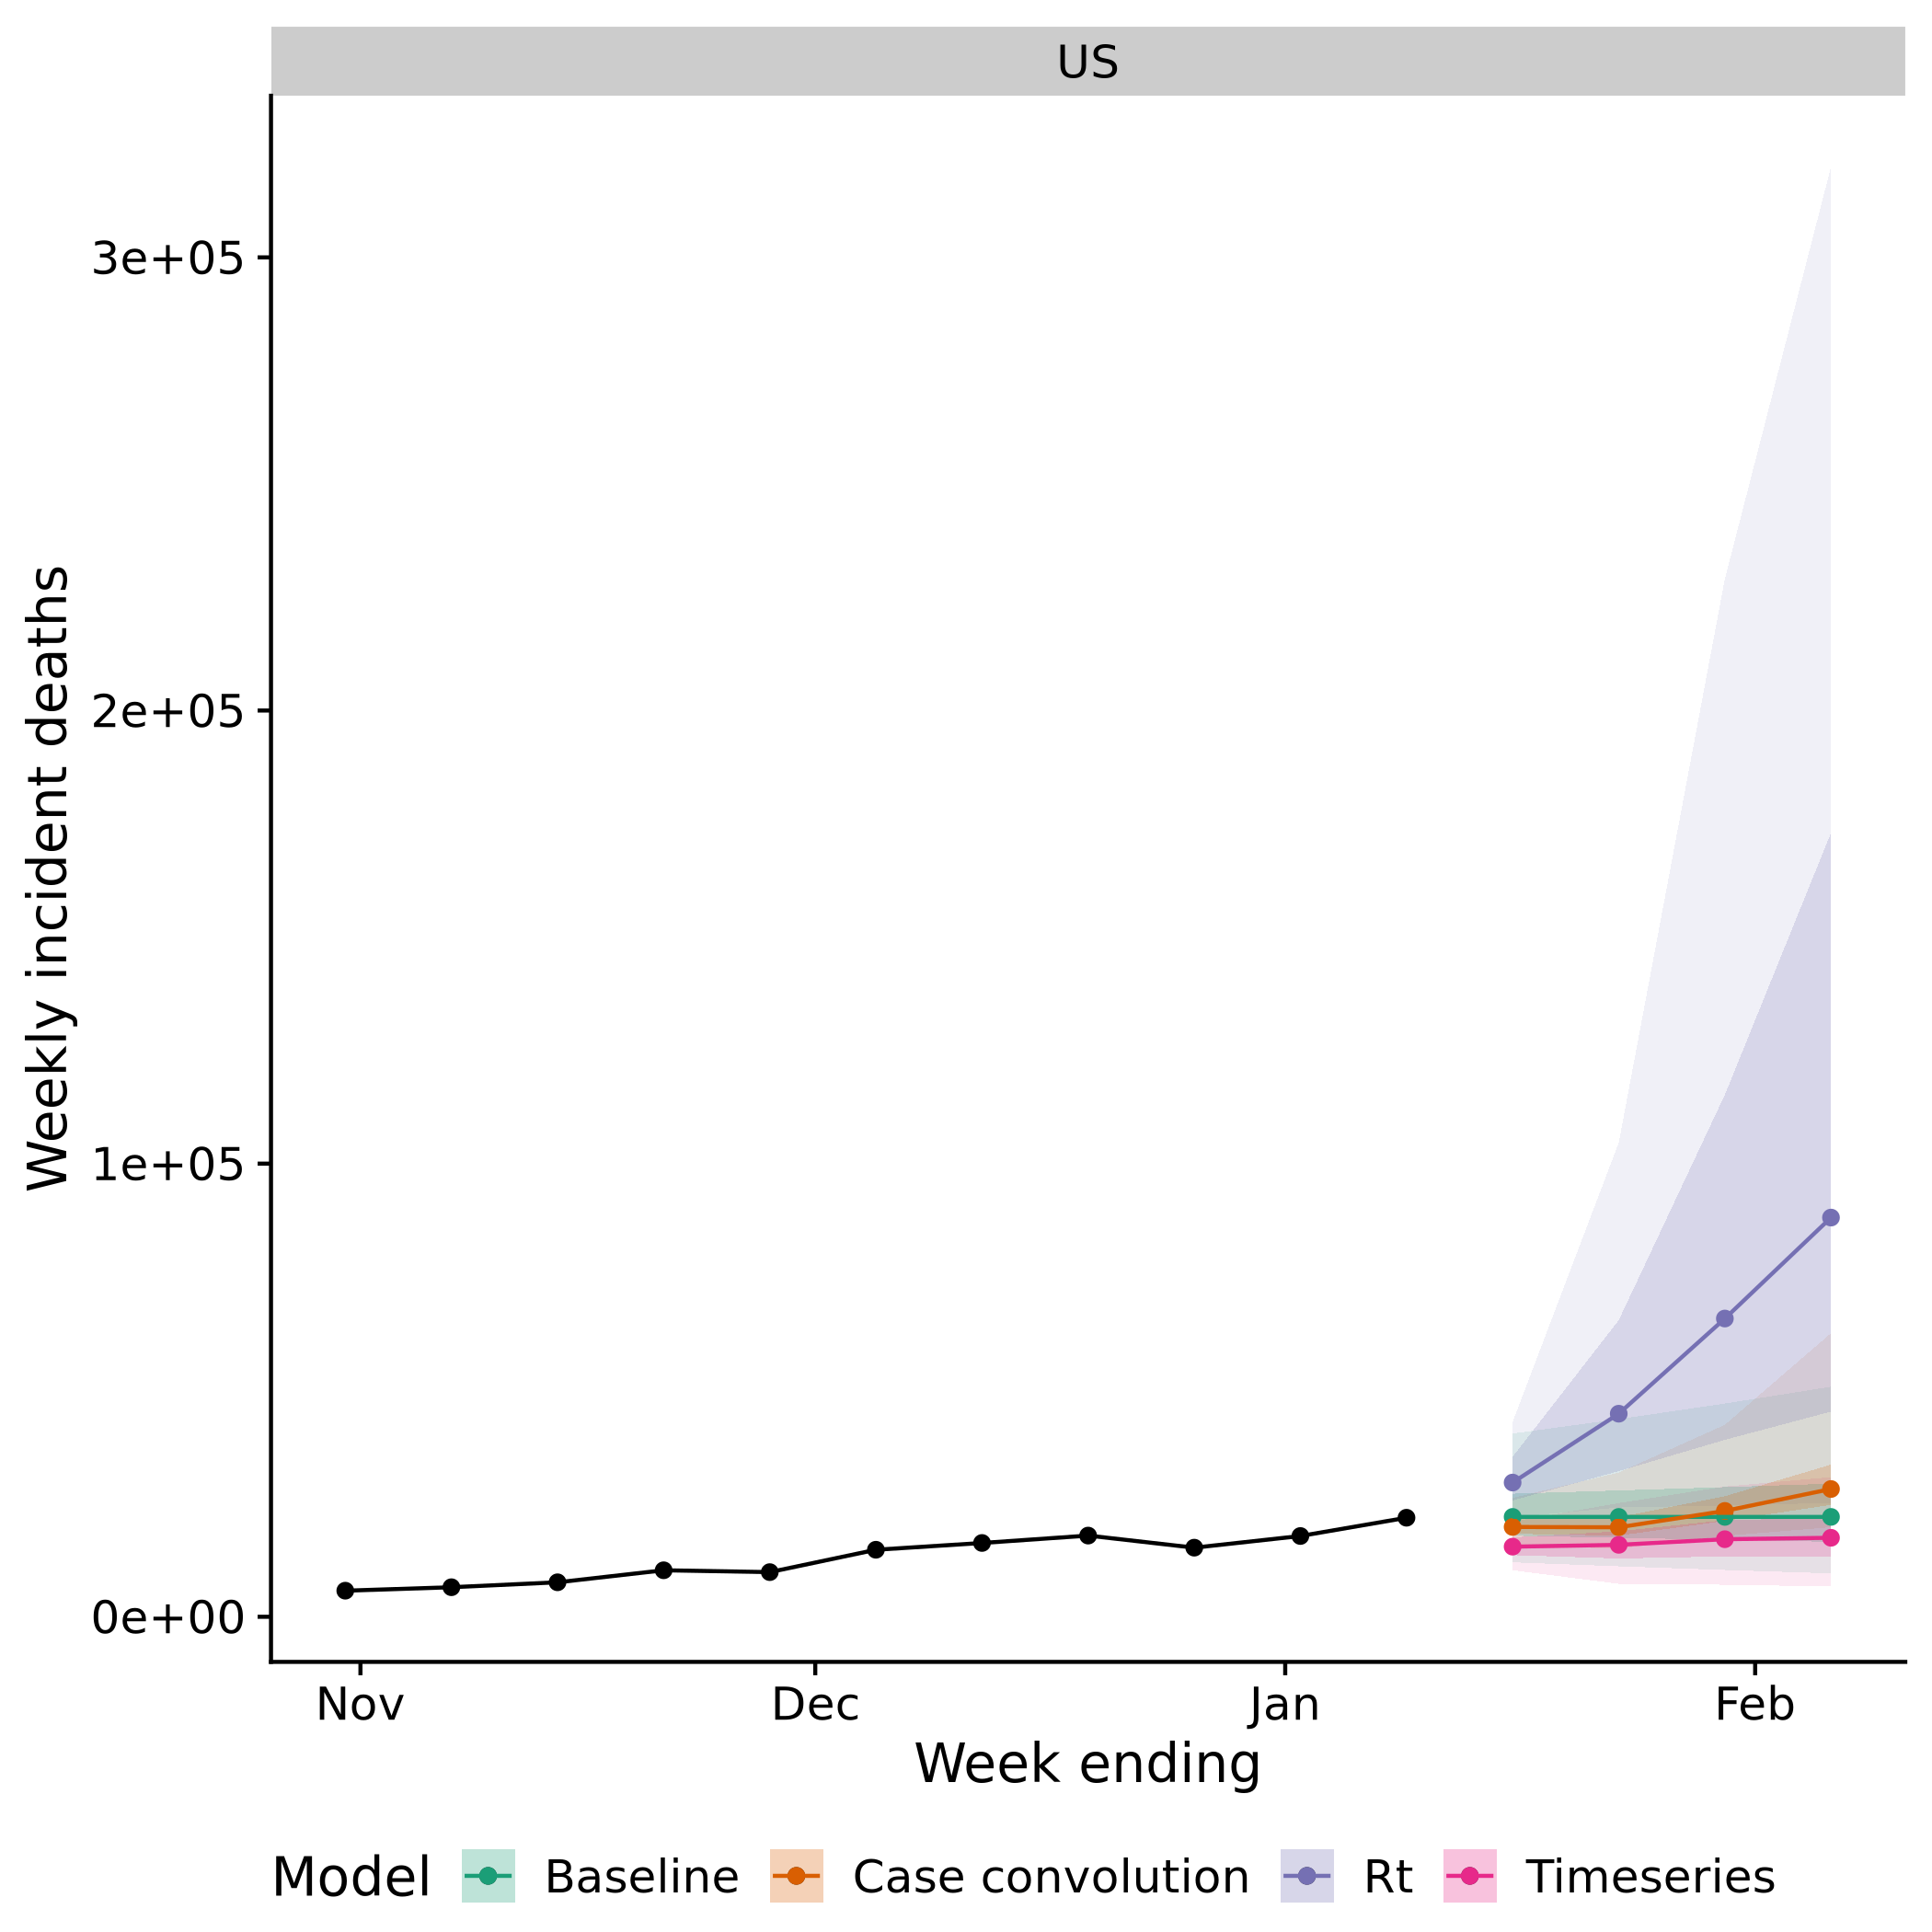 US
Weekly incident deaths
3e+05
2e+05
1e+05
0e+00
Nov Dec Jan Feb
Week ending
Model Baseline Case convolution Rt Timeseries